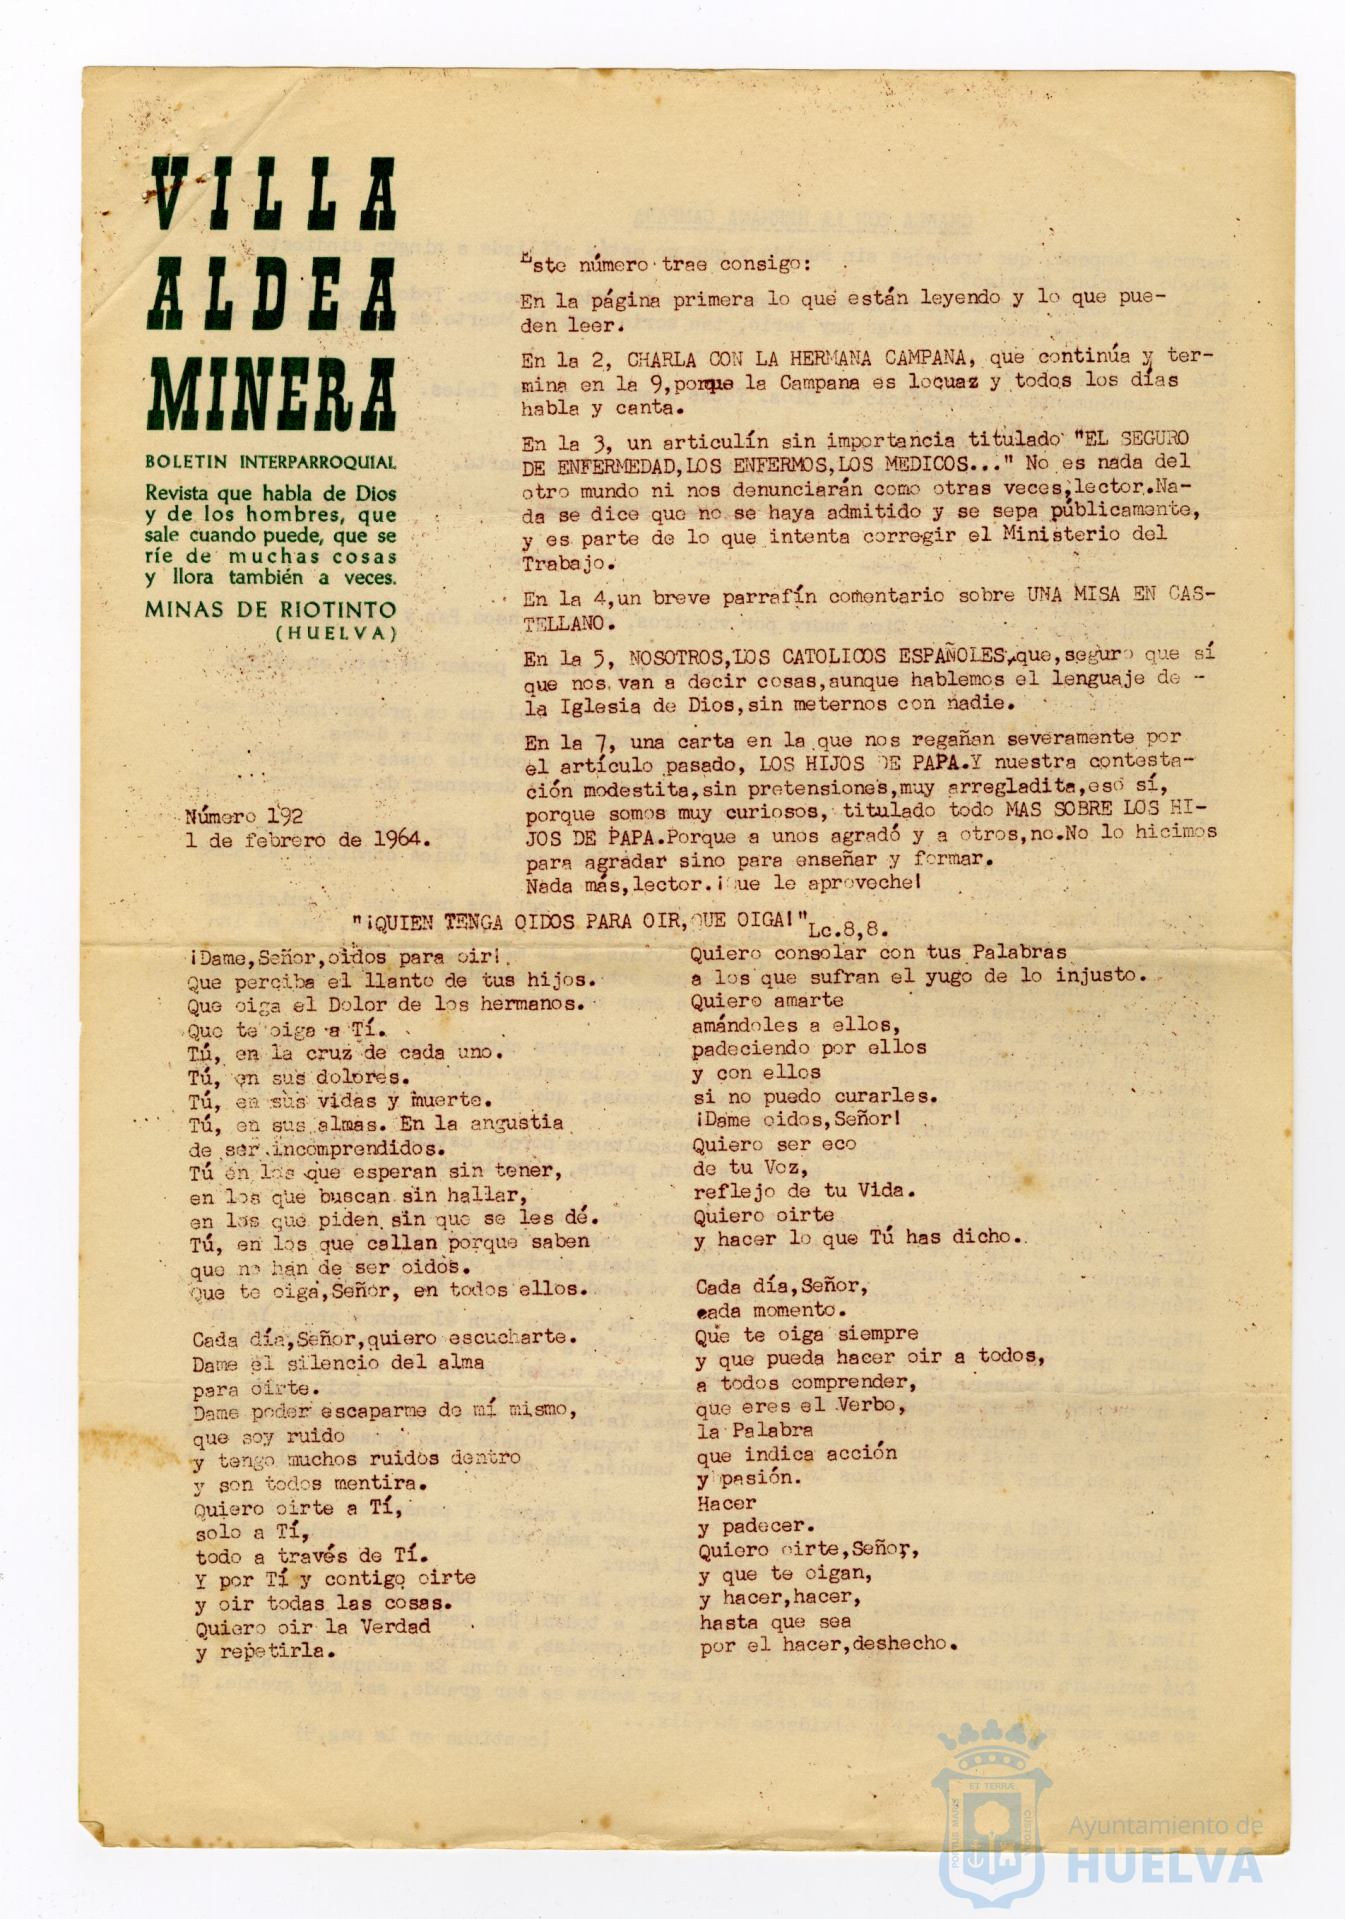 VILLA
ALDEA
MINERA
BOLETIN INTERPARROQUIAL
Revista que habla de Dios
y de los hombres, que
sale cuando puede, que se
ríe de muchas cosas
y llora también a veces.
MINAS DE RIOTINTO
(HUELVA)
Número 192
1 de febrero de 1964.
Este número trae consigo:
En la página primera lo que están leyendo y lo que pue-
den leer.
En la 2, CHARLA CON LA HERMANA CAMPANA, que continúa y ter-
mina en la 9,porque la Campana es locuaz y todos los días
habla y canta.
En la 3, un articulín sin importancia titulado "EL SEGURO
DE ENFERMEDAD,LOS ENFERMOS,LOS MEDICOS..." No es nada del
otro mundo ni nos denunciarán como otras veces,lector.Na-
da se dice que no se haya admitido y se sepa públicamente,
y es parte de lo que intenta corregir el Ministerio del
Trabajo.
En la 4,un breve parrafín comentario sobre UNA MISA EN CAS-
TELLANO.
En la 5, NOSOTROS,LOS CATOLICOS ESPAÑOLES,que,seguro que sí
que nos van a decir cosas,aunque hablemos el lenguaje de -
la Iglesia de Dios,sin meternos con nadie.
En la 7, una carta en la que nos regañan severamente por
el artículo pasado, LOS HIJOS DE PAPA.Y nuestra contesta-
ción modestita,sin pretensiones,muy arregladita,eso sí,
porque somos muy curiosos, titulado todo MAS SOBRE LOS HI-
JOS DE PAPA.Porque a unos agradó y a otros,no.No lo hicimos
para agradar sino para enseñar y formar.
Nada más,lector.¡Que le aproveche!
"¡QUIEN TENGA OIDOS PARA OIR,QUE OIGA!"Lc.8,8.
¡Dame,Señor,oidos para oir!
Que perciba el llanto de tus hijos.
Que oiga el Dolor de los hermanos.
Que te oiga a Tí.
Tú, en la cruz de cada uno.
Tú, en sus dolores.
Tú, en sus vidas y muerte.
Tú, en sus almas. En la angustia
de ser incomprendidos.
Tú en los que esperan sin tener,
en los que buscan sin hallar,
en los que piden sin que se les dé.
Tú, en los que callan porque saben
que no han de ser oidos.
Que te oiga,Señor, en todos ellos.
Cada día,Señor,quiero escucharte.
Dame el silencio del alma
para oirte.
Dame poder escaparme de mí mismo,
que soy ruido
y tengo muchos ruidos dentro
y son todos mentira.
Quiero oirte a Tí,
solo a Tí,
todo a través de Tí.
Y por Tí y contigo oirte
y oir todas las cosas.
Quiero oir la Verdad
y repetirla.
Quiero consolar con tus Palabras
a los que sufran el yugo de lo injusto.
Quiero amarte
amándoles a ellos,
padeciendo por ellos
y con ellos
si no puedo curarles.
¡Dame oidos,Señor!
Quiero ser eco
de tu Voz,
reflejo de tu Vida.
Quiero oirte
y hacer lo que Tú has dicho.
Cada día,Señor,
cada momento.
Que te oiga siempre
y que pueda hacer oir a todos,
a todos comprender,
que eres el Verbo,
la Palabra
que indica acción
y pasión.
Hacer
y padecer.
Quiero oirte,Señor,
y que te oigan,
y hacer,hacer,
hasta que sea
por el hacer,deshecho.
PORTUS MARIS
ET TERRÆ
CUSTODIA
Ayuntamiento de
HUELVA